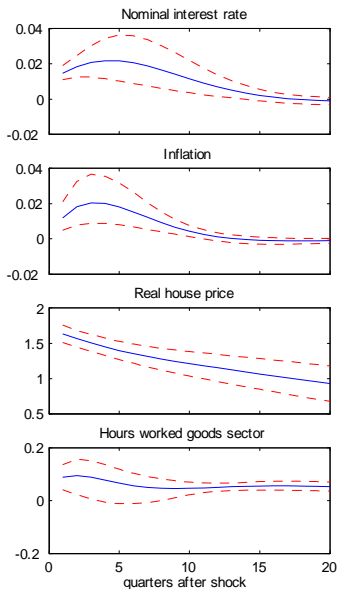 Nominal interest rate
0.04
0.02
0
-0.02
Inflation
0.04
0.02
0
-0.02
Real house price
2
1.5
1
0.5
Hours worked goods sector
0.2
0
-0.2
0 5 10 15 20
quarters after shock